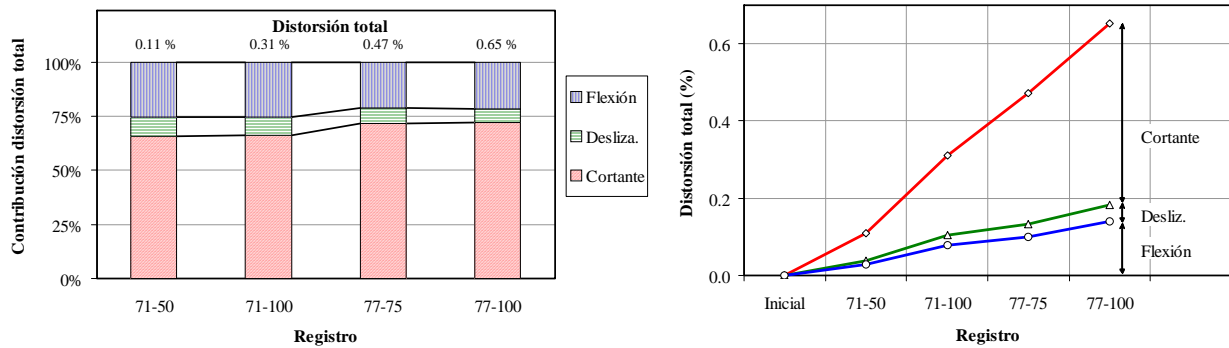 Distorsión total
0.11 % 0.31 % 0.47 % 0.65 %
Contribución distorsión total
100%
75%
50%
25%
0%
71-50 71-100 77-75 77-100
Registro
Flexión
Desliza.
Cortante
Distorsión total (%)
0.6
0.4
0.2
0.0
Inicial 71-50 71-100 77-75 77-100
Registro
Cortante
Desliz.
Flexión